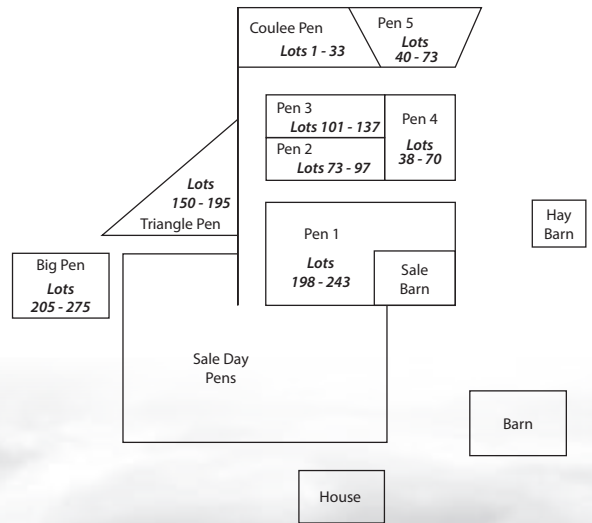 Coulee Pen
Lots 1 - 33
Pen 5
Lots
40 - 73
Pen 3
Lots 101 - 137
Pen 2
Lots 73 - 97
Pen 4
Lots
38 - 70
Lots
150 - 195
Triangle Pen
Pen 1
Lots
198 - 243
Sale
Barn
Hay
Barn
Big Pen
Lots
205 - 275
Sale Day
Pens
Barn
House